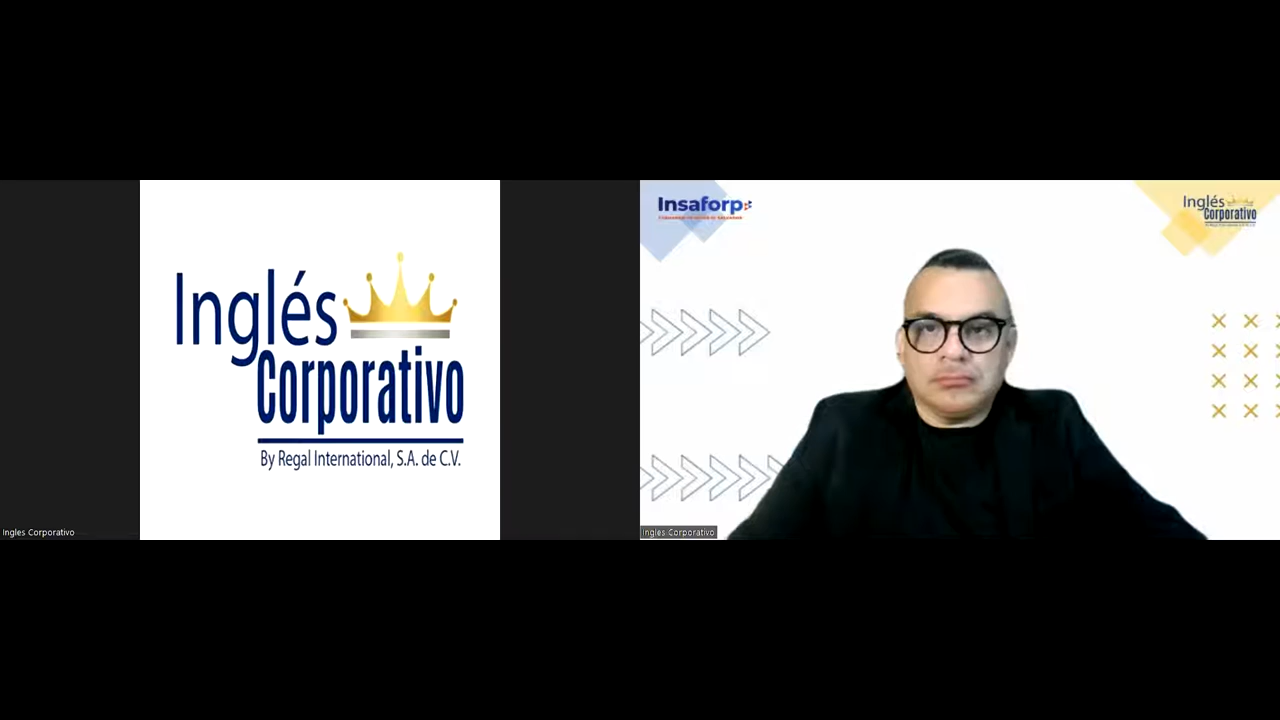 Inglés
Corporativo
By Regal International, S.A. de C.V.
Ingles Corporativo
Insaforp
Inglés
Corporativo
Ingles Corporativo